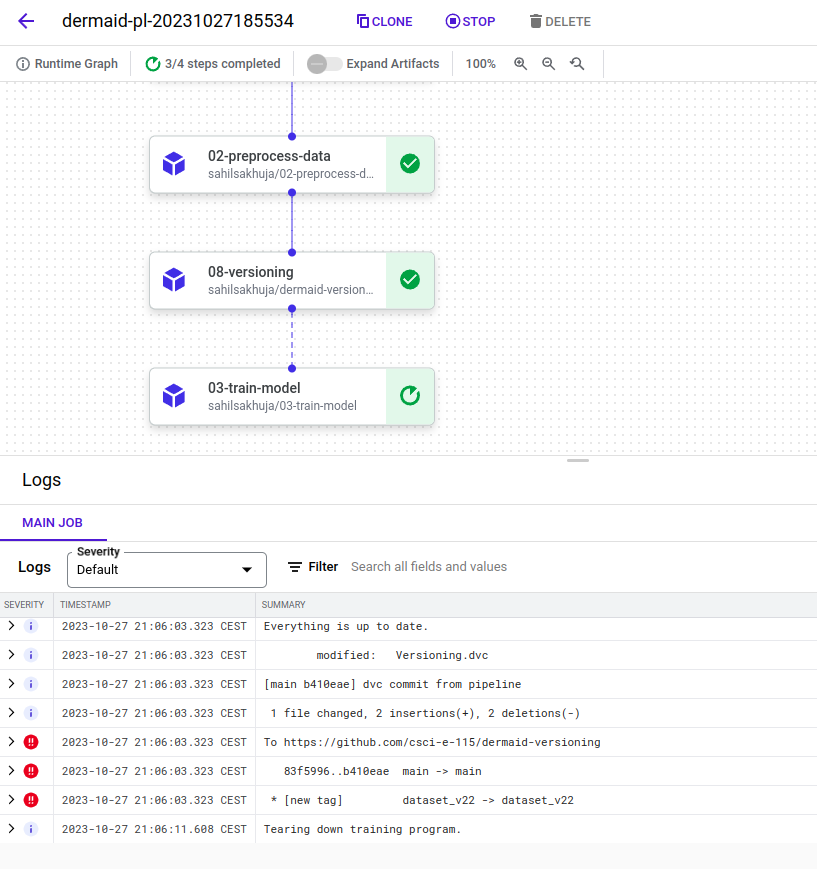 dermaid-pl-20231027185534 CLONE STOP DELETE
Runtime Graph 3/4 steps completed Expand Artifacts 100%
02-preprocess-data
sahilsakhuja/02-preprocess-d...
08-versioning
sahilsakhuja/dermaid-version...
03-train-model
sahilsakhuja/03-train-model
Logs
MAIN JOB
Logs Severity Default Filter Search all fields and values
SEVERITY TIMESTAMP SUMMARY
2023-10-27 21:06:03.323 CEST Everything is up to date.
2023-10-27 21:06:03.323 CEST modified: Versioning.dvc
2023-10-27 21:06:03.323 CEST [main b410eae] dvc commit from pipeline
2023-10-27 21:06:03.323 CEST 1 file changed, 2 insertions(+), 2 deletions(-)
2023-10-27 21:06:03.323 CEST To https://github.com/csci-e-115/dermaid-versioning
2023-10-27 21:06:03.323 CEST 83f5996..b410eae main -> main
2023-10-27 21:06:03.323 CEST * [new tag] dataset_v22 -> dataset_v22
2023-10-27 21:06:11.608 CEST Tearing down training program.